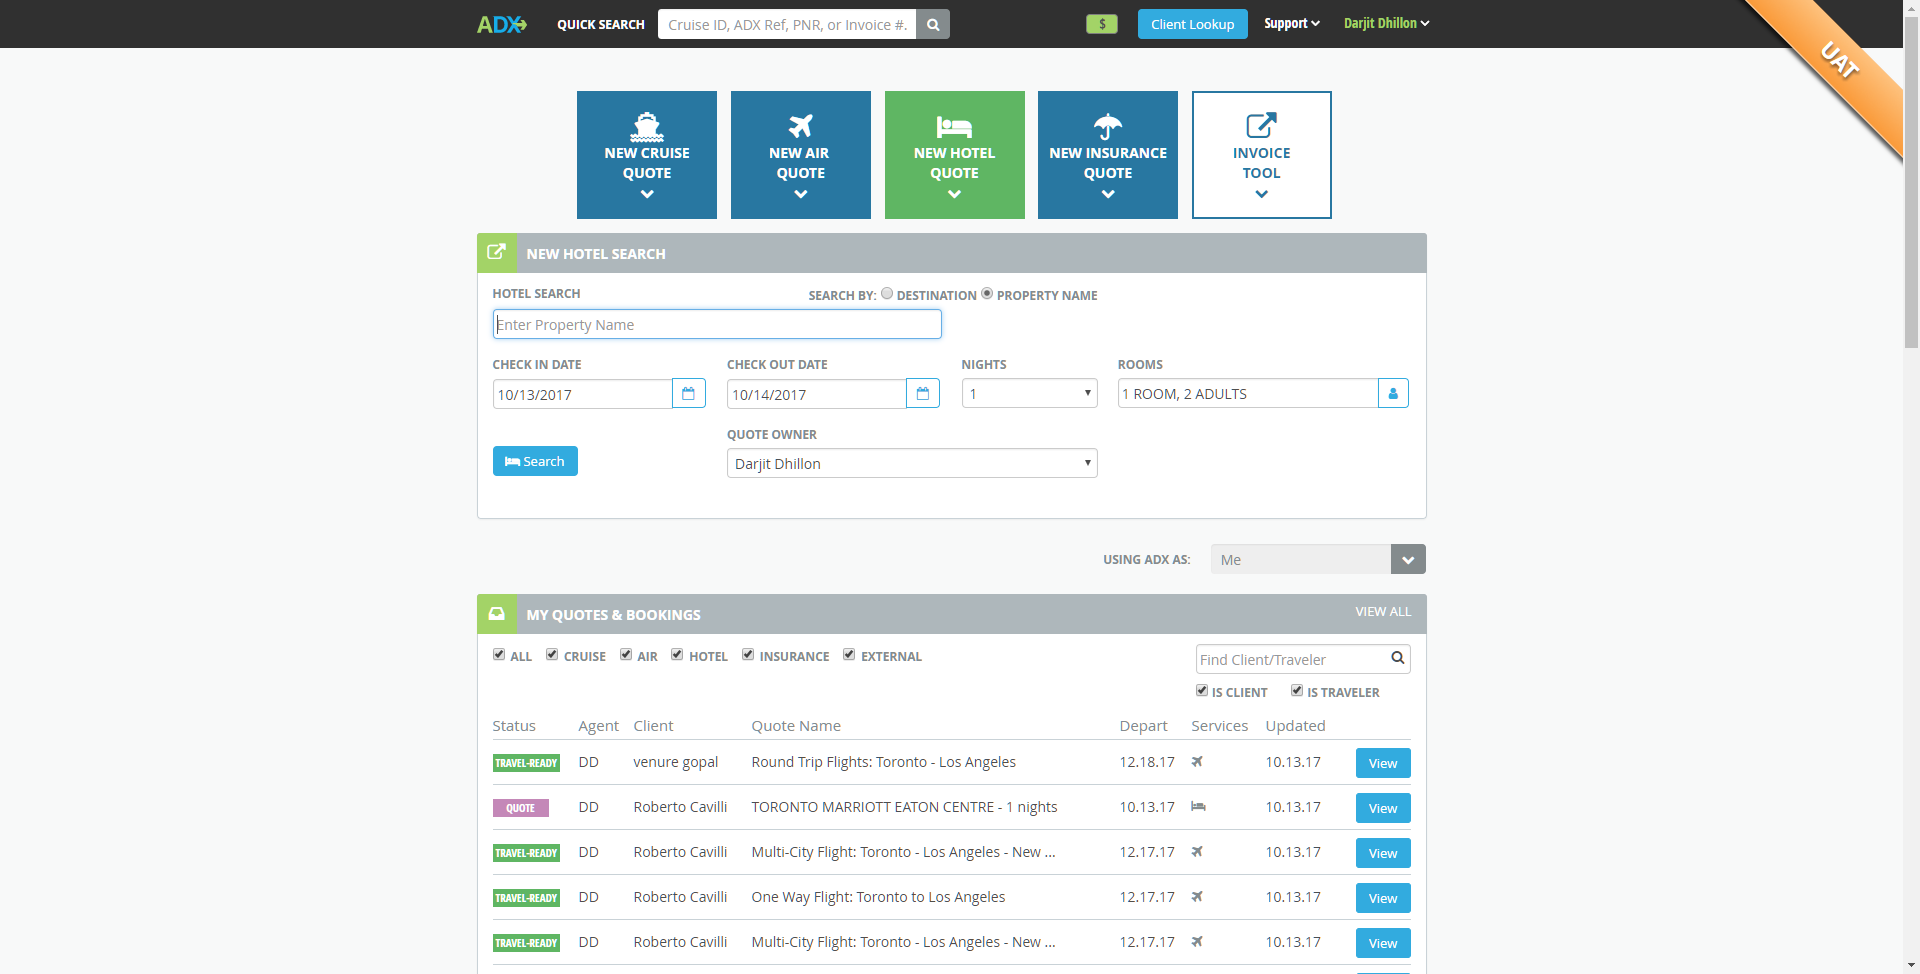 ADX
QUICK SEARCH
Cruise ID, ADX Ref, PNR, or Invoice #.
$
Client Lookup
Support
Darjit Dhillon
UAT
NEW CRUISE
QUOTE
NEW AIR
QUOTE
NEW HOTEL
QUOTE
NEW INSURANCE
QUOTE
INVOICE
TOOL
NEW HOTEL SEARCH
HOTEL SEARCH
SEARCH BY: DESTINATION PROPERTY NAME
Enter Property Name
CHECK IN DATE
CHECK OUT DATE
NIGHTS
ROOMS
10/13/2017
10/14/2017
1
1 ROOM, 2 ADULTS
QUOTE OWNER
Search
Darjit Dhillon
USING ADX AS:
Me
MY QUOTES & BOOKINGS
VIEW ALL
ALL CRUISE AIR HOTEL INSURANCE EXTERNAL
Find Client/Traveler
IS CLIENT IS TRAVELER
Status Agent Client Quote Name Depart Services Updated
TRAVEL-READY DD venure gopal Round Trip Flights: Toronto - Los Angeles 12.18.17 10.13.17 View
QUOTE DD Roberto Cavilli TORONTO MARRIOTT EATON CENTRE - 1 nights 10.13.17 10.13.17 View
TRAVEL-READY DD Roberto Cavilli Multi-City Flight: Toronto - Los Angeles - New ... 12.17.17 10.13.17 View
TRAVEL-READY DD Roberto Cavilli One Way Flight: Toronto to Los Angeles 12.17.17 10.13.17 View
TRAVEL-READY DD Roberto Cavilli Multi-City Flight: Toronto - Los Angeles - New ... 12.17.17 10.13.17 View